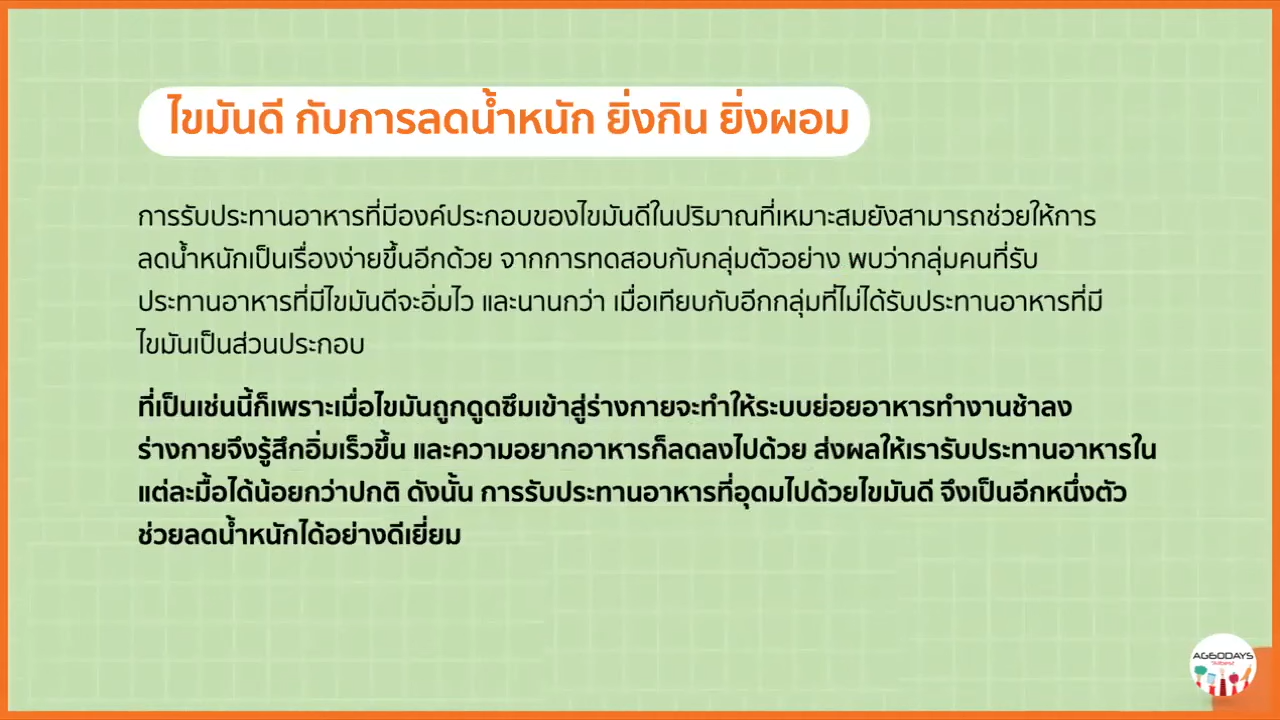 ไขมันดี กับการลดน้ำหนัก ยิ่งกิน ยิ่งผอม
การรับประทานอาหารที่มีองค์ประกอบของไขมันดีในปริมาณที่เหมาะสมยังสามารถช่วยให้การ
ลดน้ำหนักเป็นเรื่องง่ายขึ้นอีกด้วย จากการทดสอบกับกลุ่มตัวอย่าง พบว่ากลุ่มคนที่รับ
ประทานอาหารที่มีไขมันดีจะอิ่มไว และนานกว่า เมื่อเทียบกับอีกกลุ่มที่ไม่ได้รับประทานอาหารที่มี
ไขมันเป็นส่วนประกอบ
ที่เป็นเช่นนี้ก็เพราะเมื่อไขมันถูกดูดซึมเข้าสู่ร่างกายจะทำให้ระบบย่อยอาหารทำงานช้าลง
ร่างกายจึงรู้สึกอิ่มเร็วขึ้น และความอยากอาหารก็ลดลงไปด้วย ส่งผลให้เรารับประทานอาหารใน
แต่ละมื้อได้น้อยกว่าปกติ ดังนั้น การรับประทานอาหารที่อุดมไปด้วยไขมันดี จึงเป็นอีกหนึ่งตัว
ช่วยลดน้ำหนักได้อย่างดีเยี่ยม
AG60DAYS